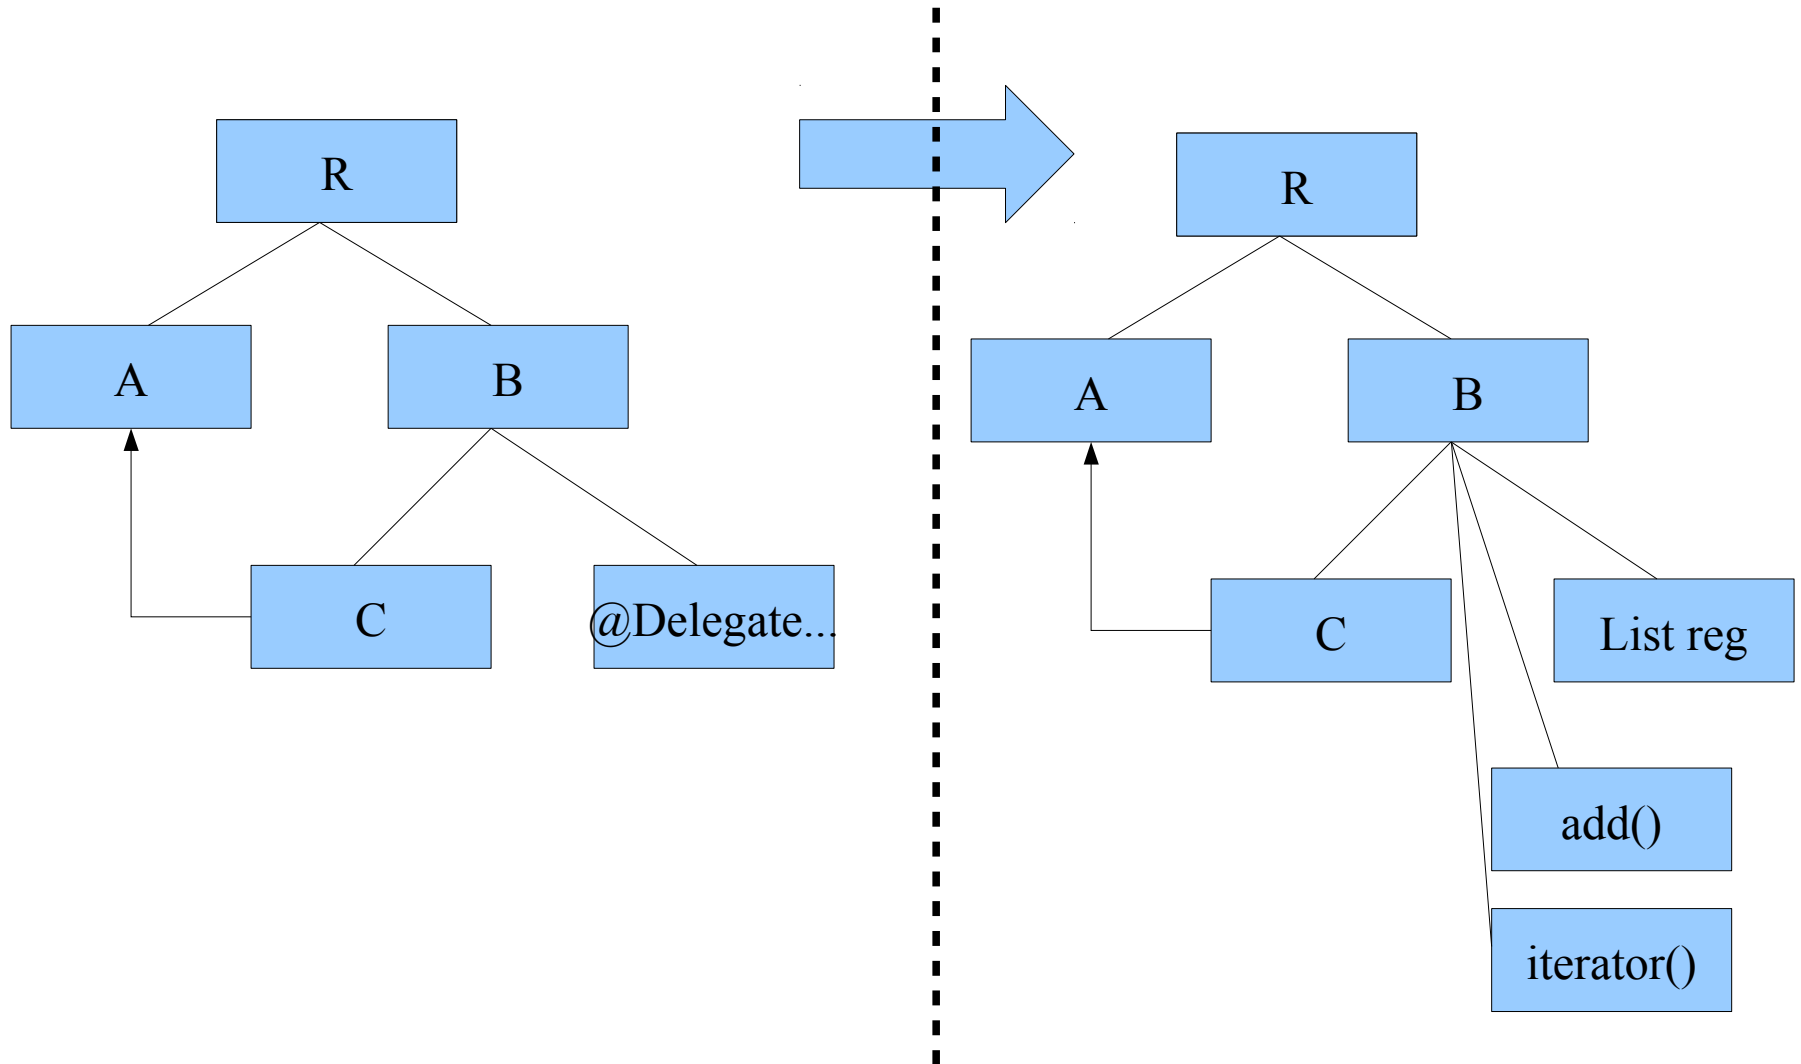 R
A
B
C
@Delegate...
R
A
B
C
List reg
add()
iterator()